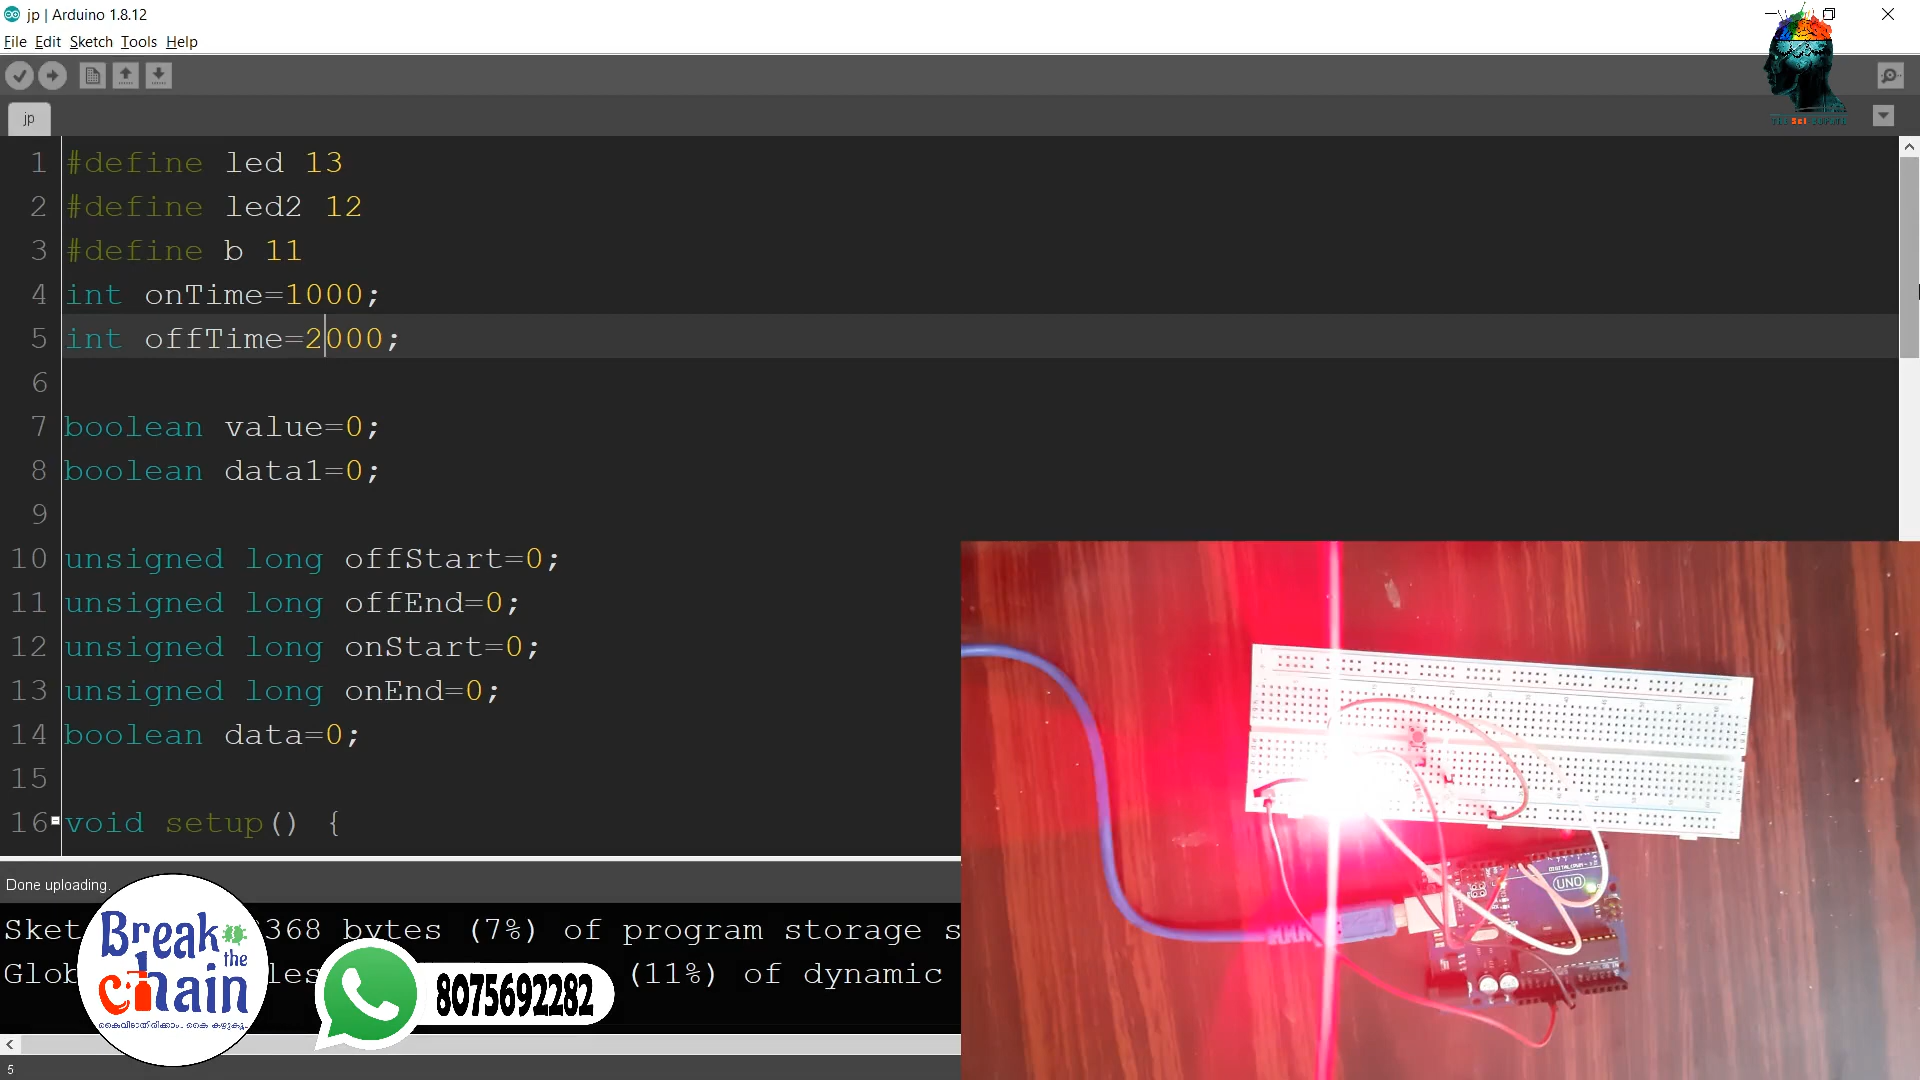 jp | Arduino 1.8.12
File Edit Sketch Tools Help
jp
1 #define led 13
2 #define led2 12
3 #define b 11
4 int onTime=1000;
5 int offTime=2000;
6
7 boolean value=0;
8 boolean data1=0;
9
10 unsigned long offStart=0;
11 unsigned long offEnd=0;
12 unsigned long onStart=0;
13 unsigned long onEnd=0;
14 boolean data=0;
15
16 void setup() {
UNO
Done uploading.
Sket 368 bytes (7%) of program storage s
Glob les (11%) of dynamic
Break
the
chain
കൈവിടാതിരിക്കാം. കൈ കഴുകൂ..
8075692282
5